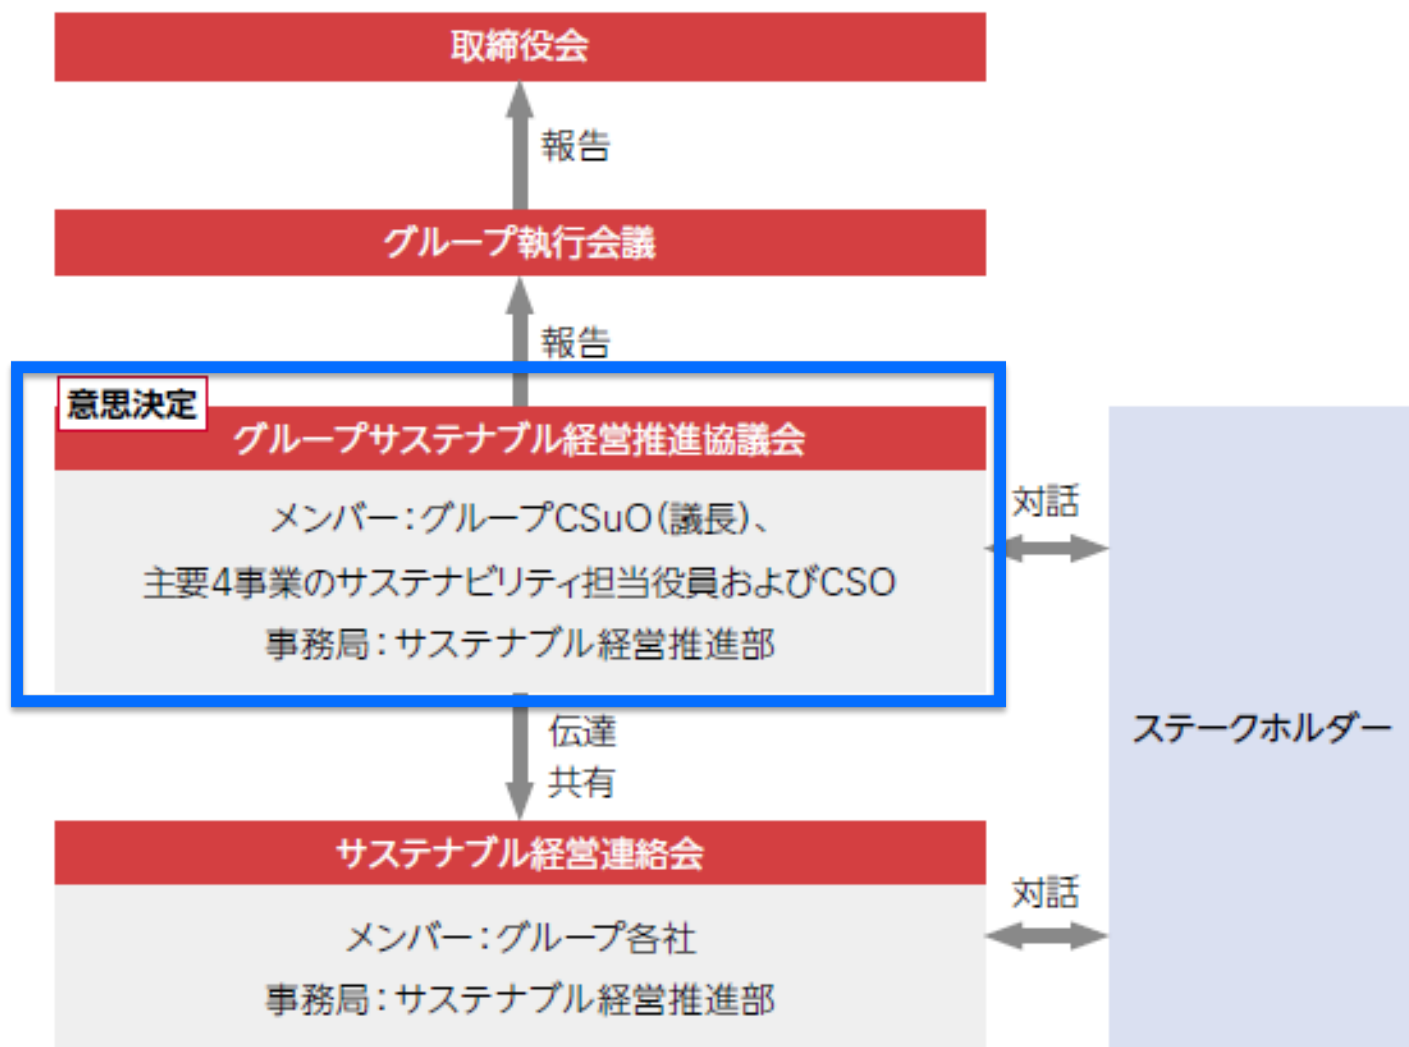 取締役会
報告
グループ執行会議
報告
意思決定
グループサステナブル経営推進協議会
メンバー：グループCSuO（議長）、
主要4事業のサステナビリティ担当役員およびCSO
事務局：サステナブル経営推進部
対話
伝達
共有
ステークホルダー
サステナブル経営連絡会
メンバー：グループ各社
事務局：サステナブル経営推進部
対話